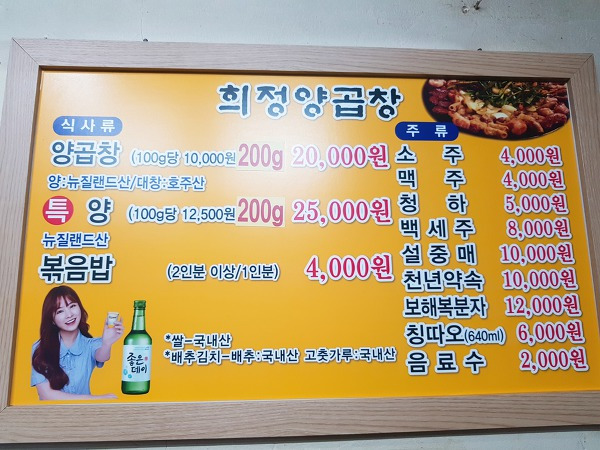 희정양곱창
식사류
양곱창 (100g당 10,000원 200g 20,000원
양:뉴질랜드산/대창:호주산
특 양 (100g당 12,500원 200g 25,000원
뉴질랜드산
볶음밥 (2인분 이상/1인분) 4,000원
좋은
데이
*쌀-국내산
*배추김치-배추:국내산 고춧가루:국내산
주류
소주 4,000원
맥주 4,000원
청하 5,000원
백세주 8,000원
설중매 10,000원
천년약속 10,000원
보해복분자 12,000원
칭따오(640ml) 6,000원
음료수 2,000원